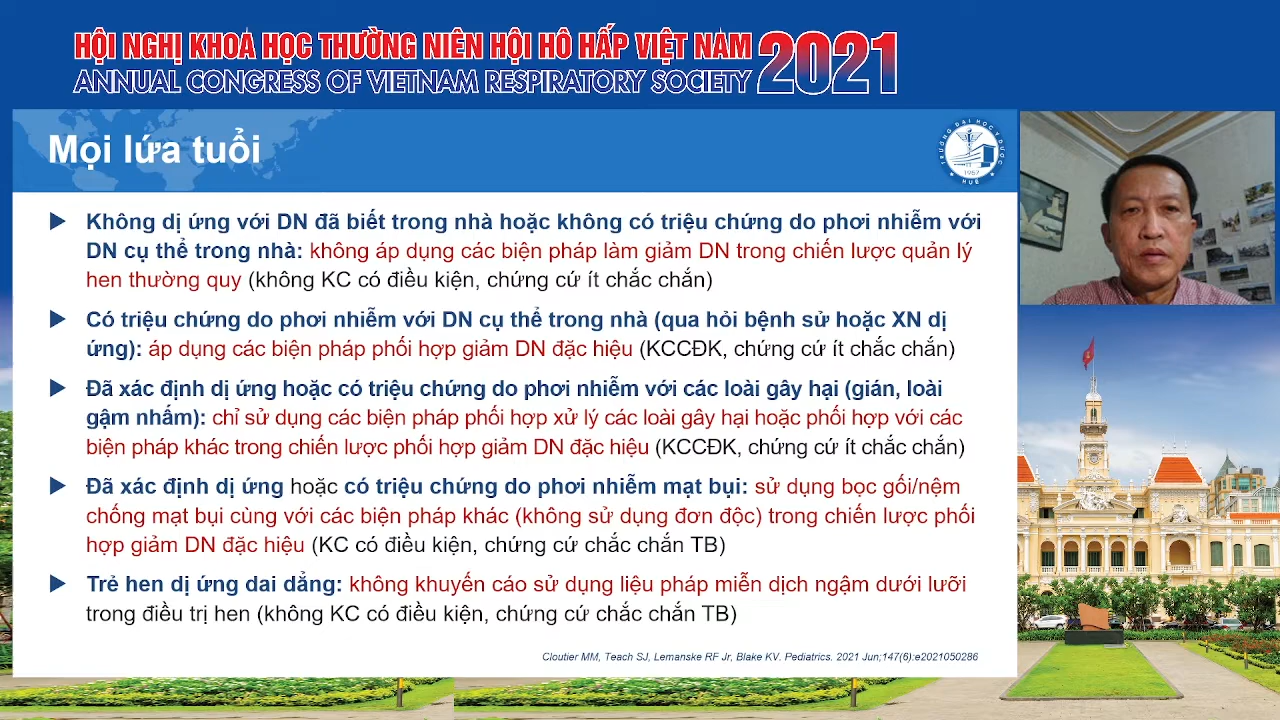 HỘI NGHỊ KHOA HỌC THƯỜNG NIÊN HỘI HÔ HẤP VIỆT NAM 2021
ANNUAL CONGRESS OF VIETNAM RESPIRATORY SOCIETY
Mọi lứa tuổi
TRƯỜNG ĐẠI HỌC Y DƯỢC
1957
HUẾ
Không dị ứng với DN đã biết trong nhà hoặc không có triệu chứng do phơi nhiễm với
DN cụ thể trong nhà: không áp dụng các biện pháp làm giảm DN trong chiến lược quản lý
hen thường quy (không KC có điều kiện, chứng cứ ít chắc chắn)
Có triệu chứng do phơi nhiễm với DN cụ thể trong nhà (qua hỏi bệnh sử hoặc XN dị
ứng): áp dụng các biện pháp phối hợp giảm DN đặc hiệu (KCCĐK, chứng cứ ít chắc chắn)
Đã xác định dị ứng hoặc có triệu chứng do phơi nhiễm với các loài gây hại (gián, loài
gậm nhấm): chỉ sử dụng các biện pháp phối hợp xử lý các loài gây hại hoặc phối hợp với các
biện pháp khác trong chiến lược phối hợp giảm DN đặc hiệu (KCCĐK, chứng cứ ít chắc chắn)
Đã xác định dị ứng hoặc có triệu chứng do phơi nhiễm mạt bụi: sử dụng bọc gối/nệm
chống mạt bụi cùng với các biện pháp khác (không sử dụng đơn độc) trong chiến lược phối
hợp giảm DN đặc hiệu (KC có điều kiện, chứng cứ chắc chắn TB)
Trẻ hen dị ứng dai dẳng: không khuyến cáo sử dụng liệu pháp miễn dịch ngậm dưới lưỡi
trong điều trị hen (không KC có điều kiện, chứng cứ chắc chắn TB)
Cloutier MM, Teach SJ, Lemanske RF Jr, Blake KV. Pediatrics. 2021 Jun;147(6):e2021050286